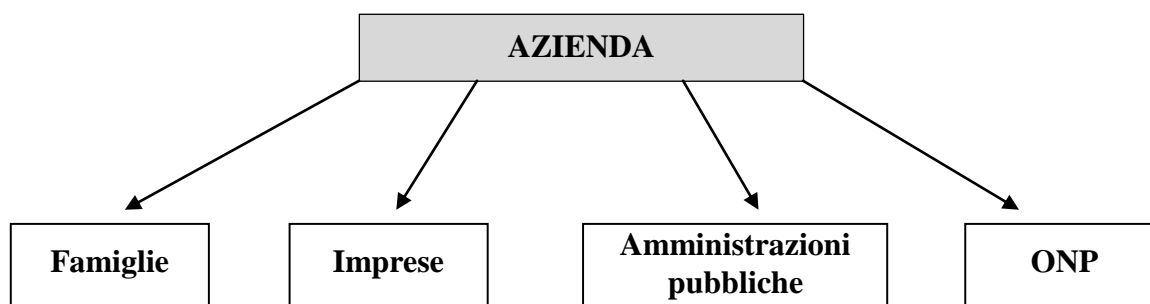 AZIENDA
Famiglie
Imprese
Amministrazioni
pubbliche
ONP